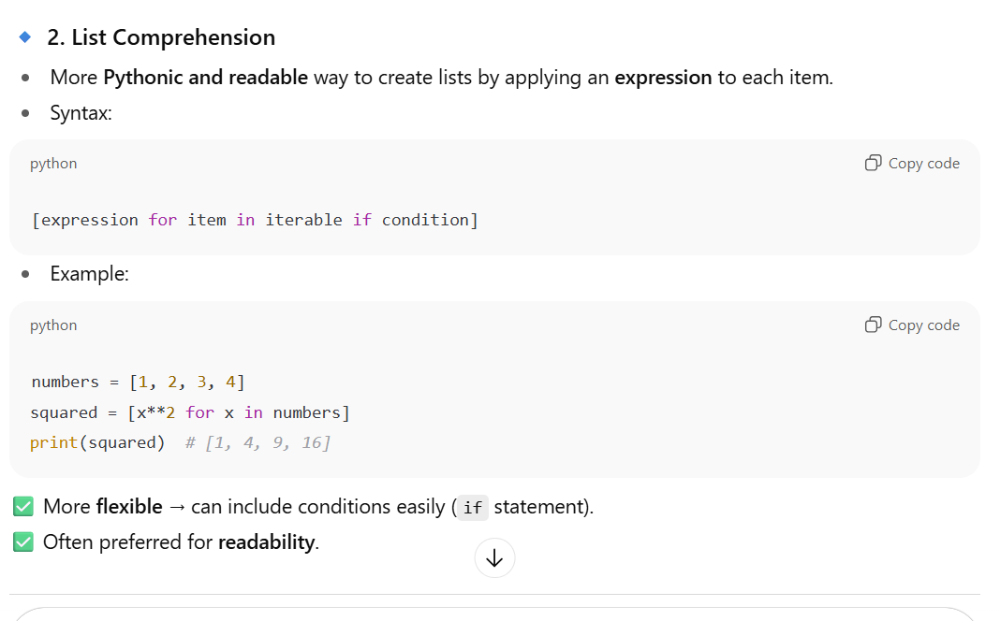 2. List Comprehension
More Pythonic and readable way to create lists by applying an expression to each item.
Syntax:
python
Copy code
[expression for item in iterable if condition]
Example:
python
Copy code
numbers = [1, 2, 3, 4]
squared = [x**2 for x in numbers]
print(squared)  # [1, 4, 9, 16]
✅ More flexible → can include conditions easily (if statement).
✅ Often preferred for readability.